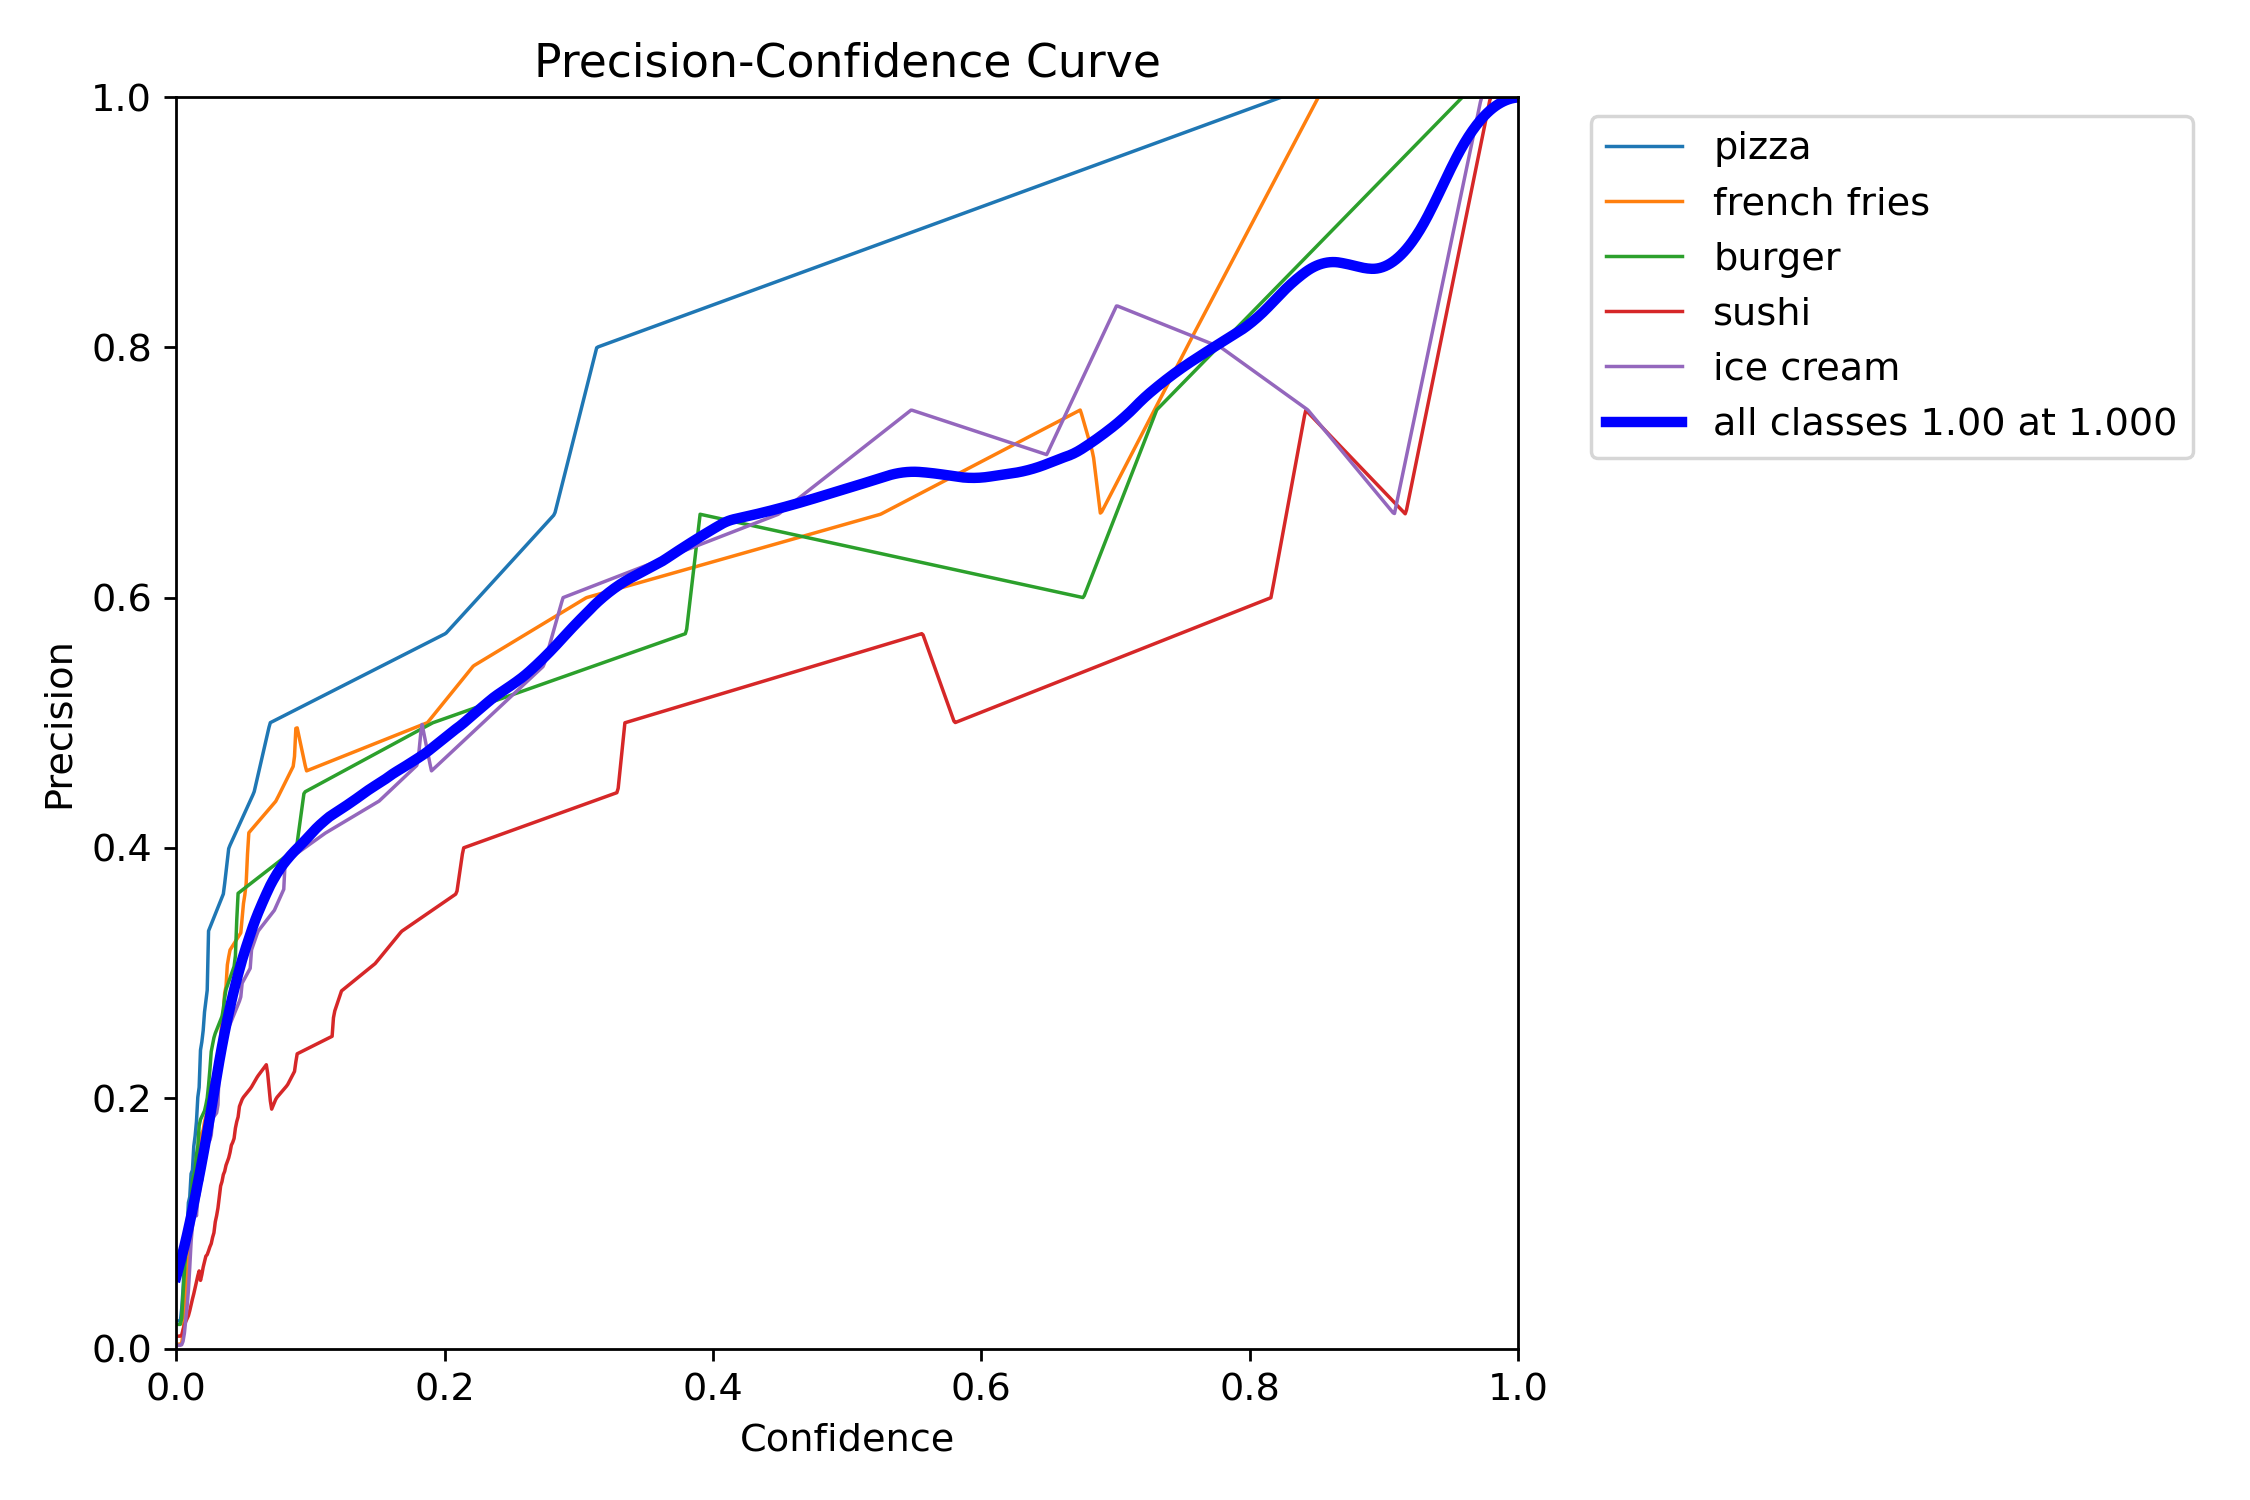 Precision-Confidence Curve
1.0
0.8
0.6
0.4
0.2
0.0
Precision
0.0 0.2 0.4 0.6 0.8 1.0
Confidence
pizza
french fries
burger
sushi
ice cream
all classes 1.00 at 1.000